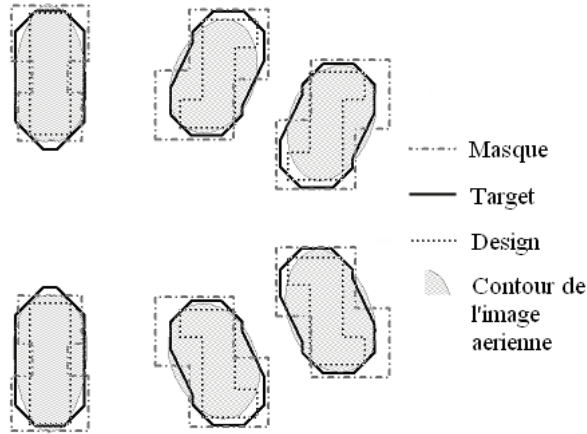 Masque
Target
Design
Contour de
l'image
aerienne